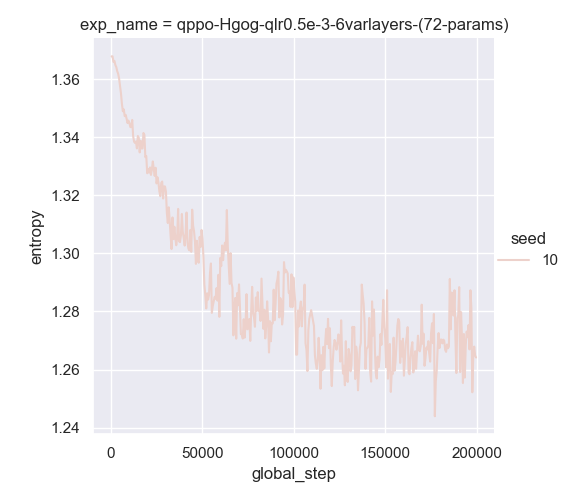 exp_name = qppo-Hgog-qlr0.5e-3-6varlayers-(72-params)
1.36
1.34
1.32
1.30
1.28
1.26
1.24
entropy
0 50000 100000 150000 200000
global_step
seed
10